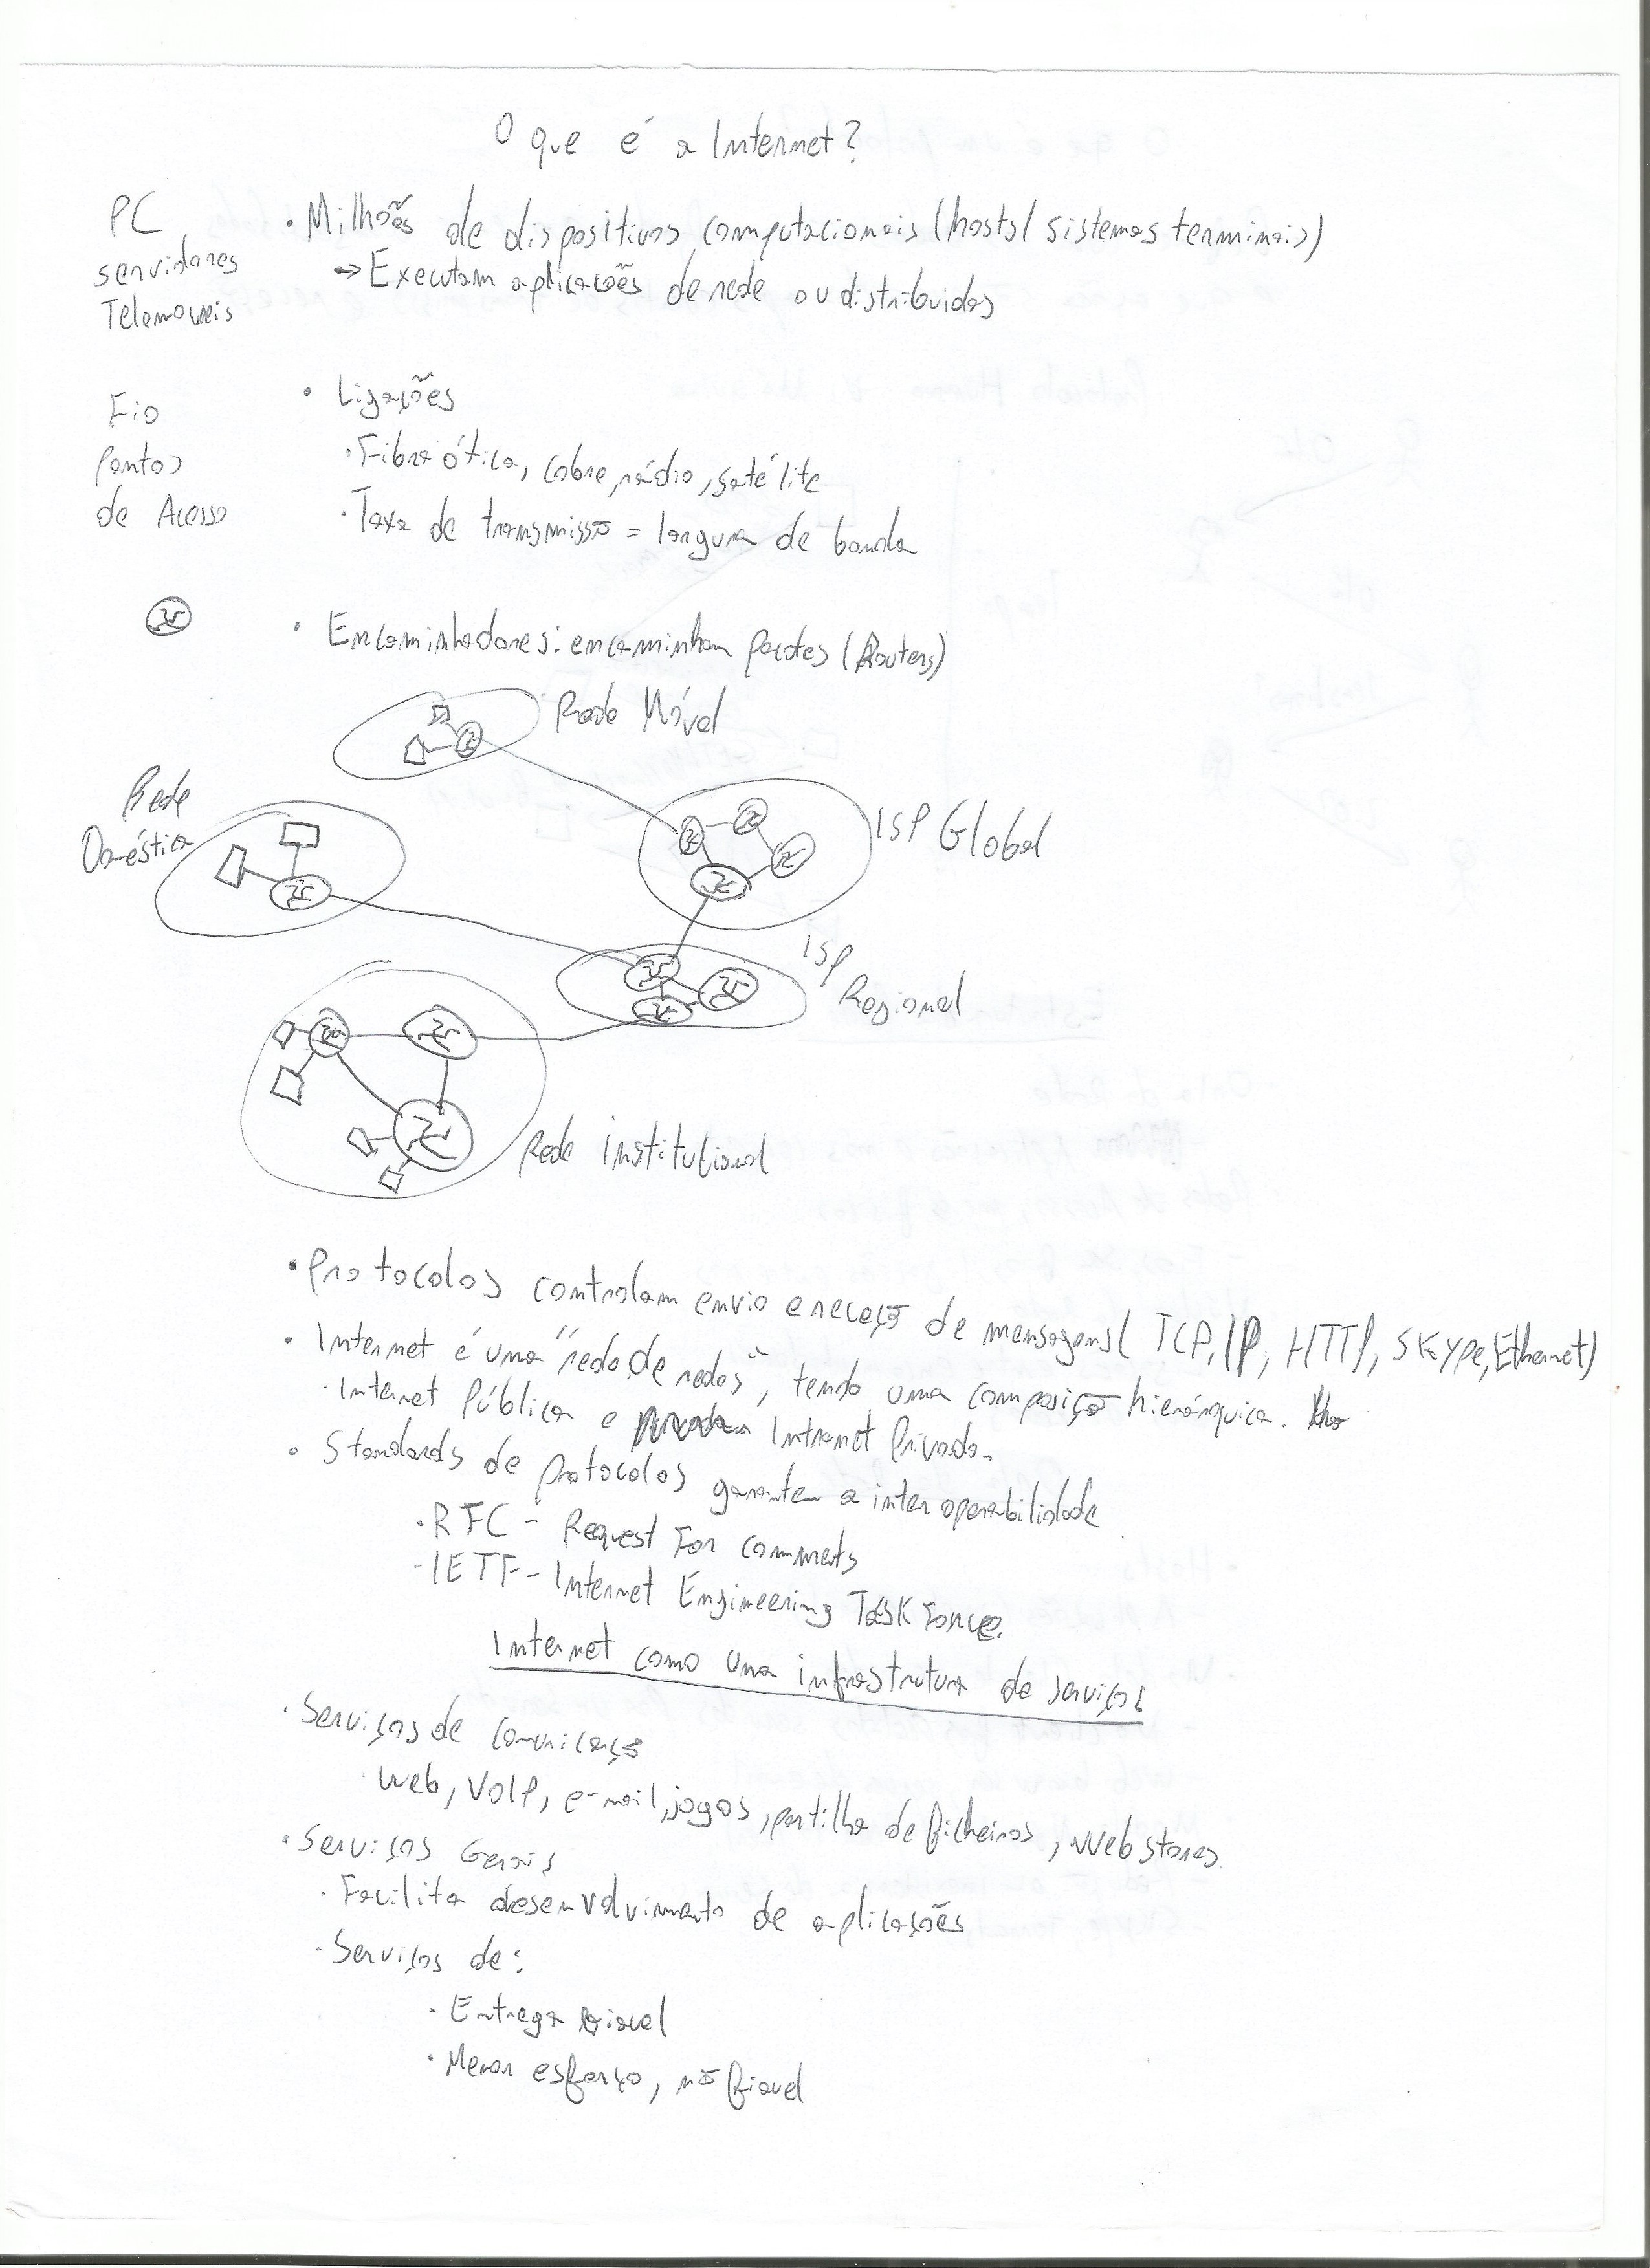 O que é a Internet?
PC
servidores
Telemoveis
• Milhões de dispositivos computacionais (hosts/ sistemas terminais)
→ Executam aplicações de rede ou distribuidas
Fio
Pontos
de Acesso
• Ligações
• Fibra ótica, cobre, rádio, satélite
• Taxa de transmissão = largura de banda
• Encaminhadores: encaminham pacotes (Routers)
Rede Móvel
Rede
Doméstica
ISP Global
ISP
Regional
Rede institucional
• Protocolos controlam envio e receção de mensagens ( TCP, IP, HTTP, SKYPE, Ethernet)
• Internet é uma "rede de redes", tendo uma composição hierárquica.
• Internet Pública e Intranet Privada.
• Standards de protocolos garantem a interoperabilidade
• RFC - Request For comments
- IETF - Internet Engineering Task Force.
Internet como uma infrastrutura de serviços
• Serviços de Comunicação
• Web, VoIP, e-mail, jogos, partilha de ficheiros, Web stores.
• Serviços Gerais
• Facilita desenvolvimento de aplicações
• Serviços de:
• Entrega fiavel
• Menor esforço, não fiavel